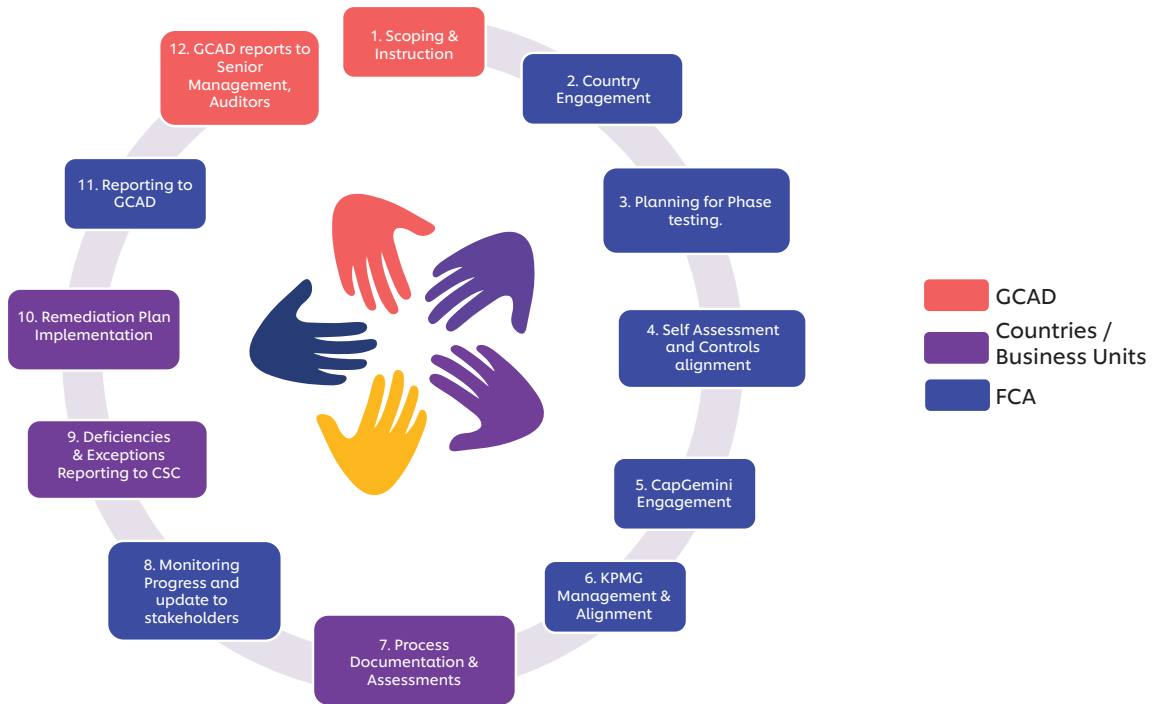 1. Scoping &
Instruction
2. Country
Engagement
3. Planning for Phase
testing.
4. Self Assessment
and Controls
alignment
5. CapGemini
Engagement
6. KPMG
Management &
Alignment
7. Process
Documentation &
Assessments
8. Monitoring
Progress and
update to
stakeholders
9. Deficiencies
& Exceptions
Reporting to CSC
10. Remediation Plan
Implementation
11. Reporting to
GCAD
12. GCAD reports to
Senior
Management,
Auditors
GCAD
Countries /
Business Units
FCA